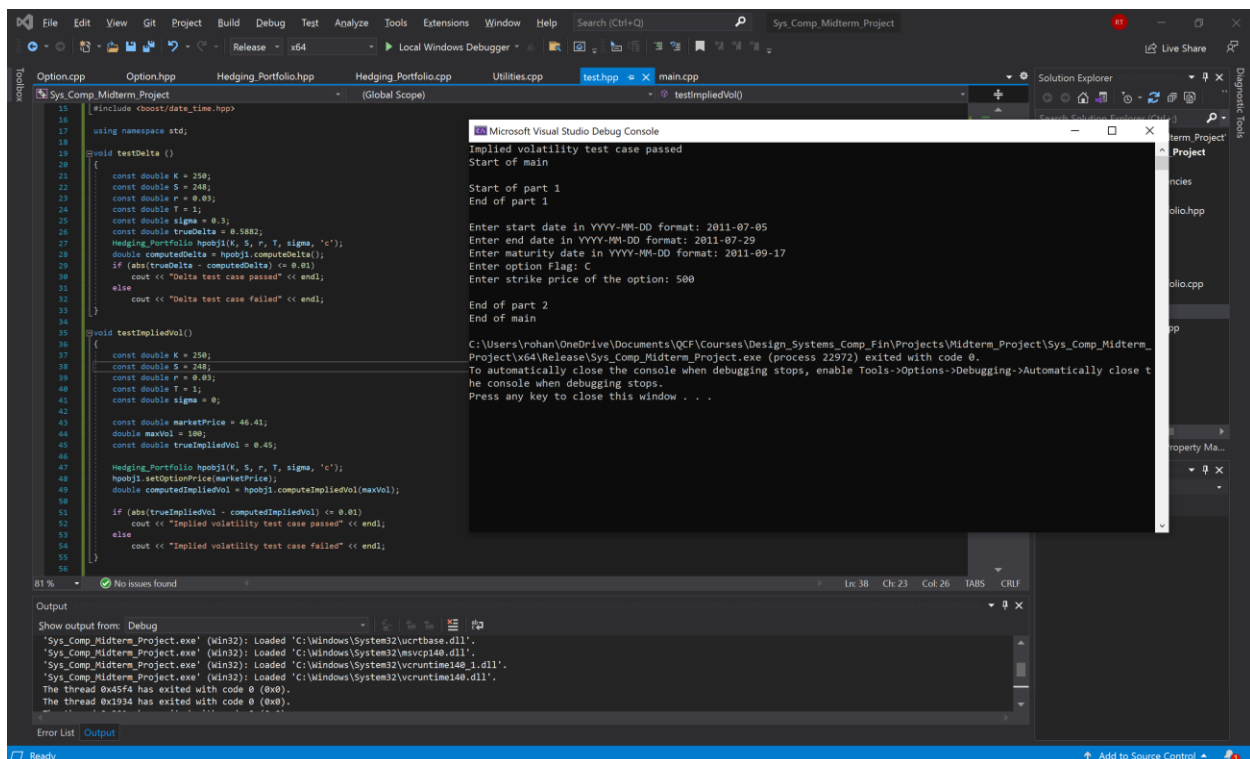 File Edit View Git Project Build Debug Test Analyze Tools Extensions Window Help Search (Ctrl+Q) Sys_Comp_Midterm_Project RT
Release x64 Local Windows Debugger Live Share
Toolbox
Option.cpp Option.hpp Hedging_Portfolio.hpp Hedging_Portfolio.cpp Utilities.cpp test.hpp main.cpp
Sys_Comp_Midterm_Project (Global Scope) testImpliedVol()
15 #include <boost/date_time.hpp>
16
17 using namespace std;
18
19 void testDelta ()
20 {
21 const double K = 250;
22 const double S = 248;
23 const double r = 0.03;
24 const double T = 1;
25 const double sigma = 0.3;
26 const double trueDelta = 0.5882;
27 Hedging_Portfolio hpobj1(K, S, r, T, sigma, 'c');
28 double computedDelta = hpobj1.computeDelta();
29 if (abs(trueDelta - computedDelta) <= 0.01)
30 cout << "Delta test case passed" << endl;
31 else
32 cout << "Delta test case failed" << endl;
33 }
34
35 void testImpliedVol()
36 {
37 const double K = 250;
38 const double S = 248;
39 const double r = 0.03;
40 const double T = 1;
41 const double sigma = 0;
42
43 const double marketPrice = 46.41;
44 double maxVol = 100;
45 const double trueImpliedVol = 0.45;
46
47 Hedging_Portfolio hpobj1(K, S, r, T, sigma, 'c');
48 hpobj1.setOptionPrice(marketPrice);
49 double computedImpliedVol = hpobj1.computeImpliedVol(maxVol);
50
51 if (abs(trueImpliedVol - computedImpliedVol) <= 0.01)
52 cout << "Implied volatility test case passed" << endl;
53 else
54 cout << "Implied volatility test case failed" << endl;
55 }
56
81 % No issues found Ln: 38 Ch: 23 Col: 26 TABS CRLF
Microsoft Visual Studio Debug Console
Implied volatility test case passed
Start of main
Start of part 1
End of part 1
Enter start date in YYYY-MM-DD format: 2011-07-05
Enter end date in YYYY-MM-DD format: 2011-07-29
Enter maturity date in YYYY-MM-DD format: 2011-09-17
Enter option Flag: C
Enter strike price of the option: 500
End of part 2
End of main
C:\Users\rohan\OneDrive\Documents\QCF\Courses\Design_Systems_Comp_Fin\Projects\Midterm_Project\Sys_Comp_Midterm_
Project\x64\Release\Sys_Comp_Midterm_Project.exe (process 22972) exited with code 0.
To automatically close the console when debugging stops, enable Tools->Options->Debugging->Automatically close t
he console when debugging stops.
Press any key to close this window . . .
Solution Explorer
Search Solution Explorer (Ctrl+;)
term_Project'
_Project
ncies
olio.hpp
olio.cpp
pp
roperty Ma...
Diagnostic Tools
Output
Show output from: Debug
'Sys_Comp_Midterm_Project.exe' (Win32): Loaded 'C:\Windows\System32\ucrtbase.dll'.
'Sys_Comp_Midterm_Project.exe' (Win32): Loaded 'C:\Windows\System32\msvcp140.dll'.
'Sys_Comp_Midterm_Project.exe' (Win32): Loaded 'C:\Windows\System32\vcruntime140_1.dll'.
'Sys_Comp_Midterm_Project.exe' (Win32): Loaded 'C:\Windows\System32\vcruntime140.dll'.
The thread 0x45f4 has exited with code 0 (0x0).
The thread 0x1934 has exited with code 0 (0x0).
Error List Output
Ready Add to Source Control